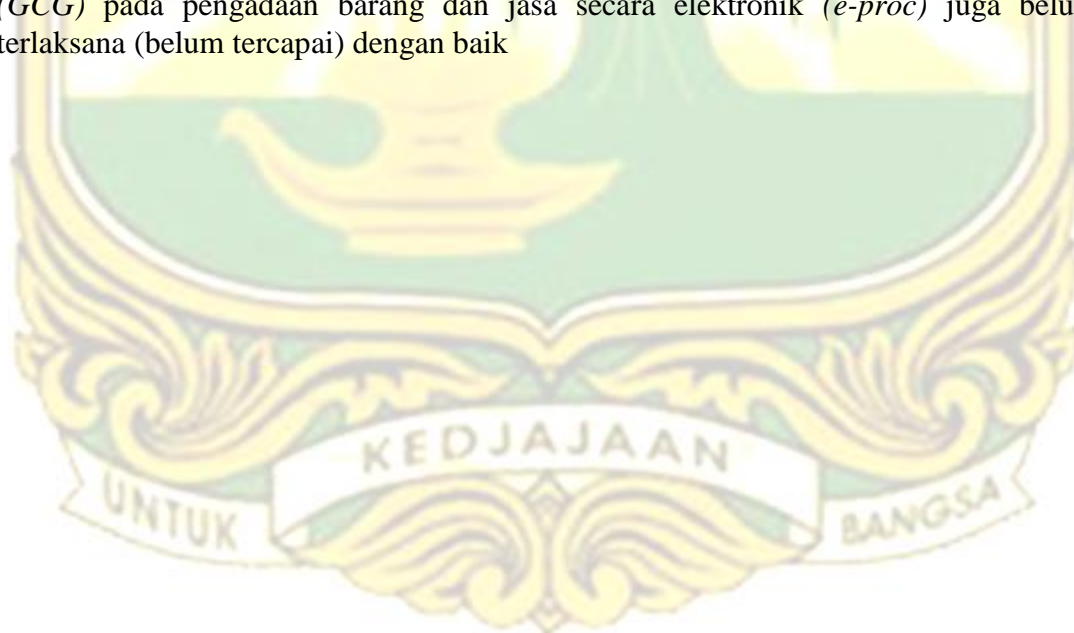 (GCG) pada pengadaan barang dan jasa secara elektronik (e-proc) juga belu
terlaksana (belum tercapai) dengan baik
KEDJAJAAN
UNTUK
BANGSA